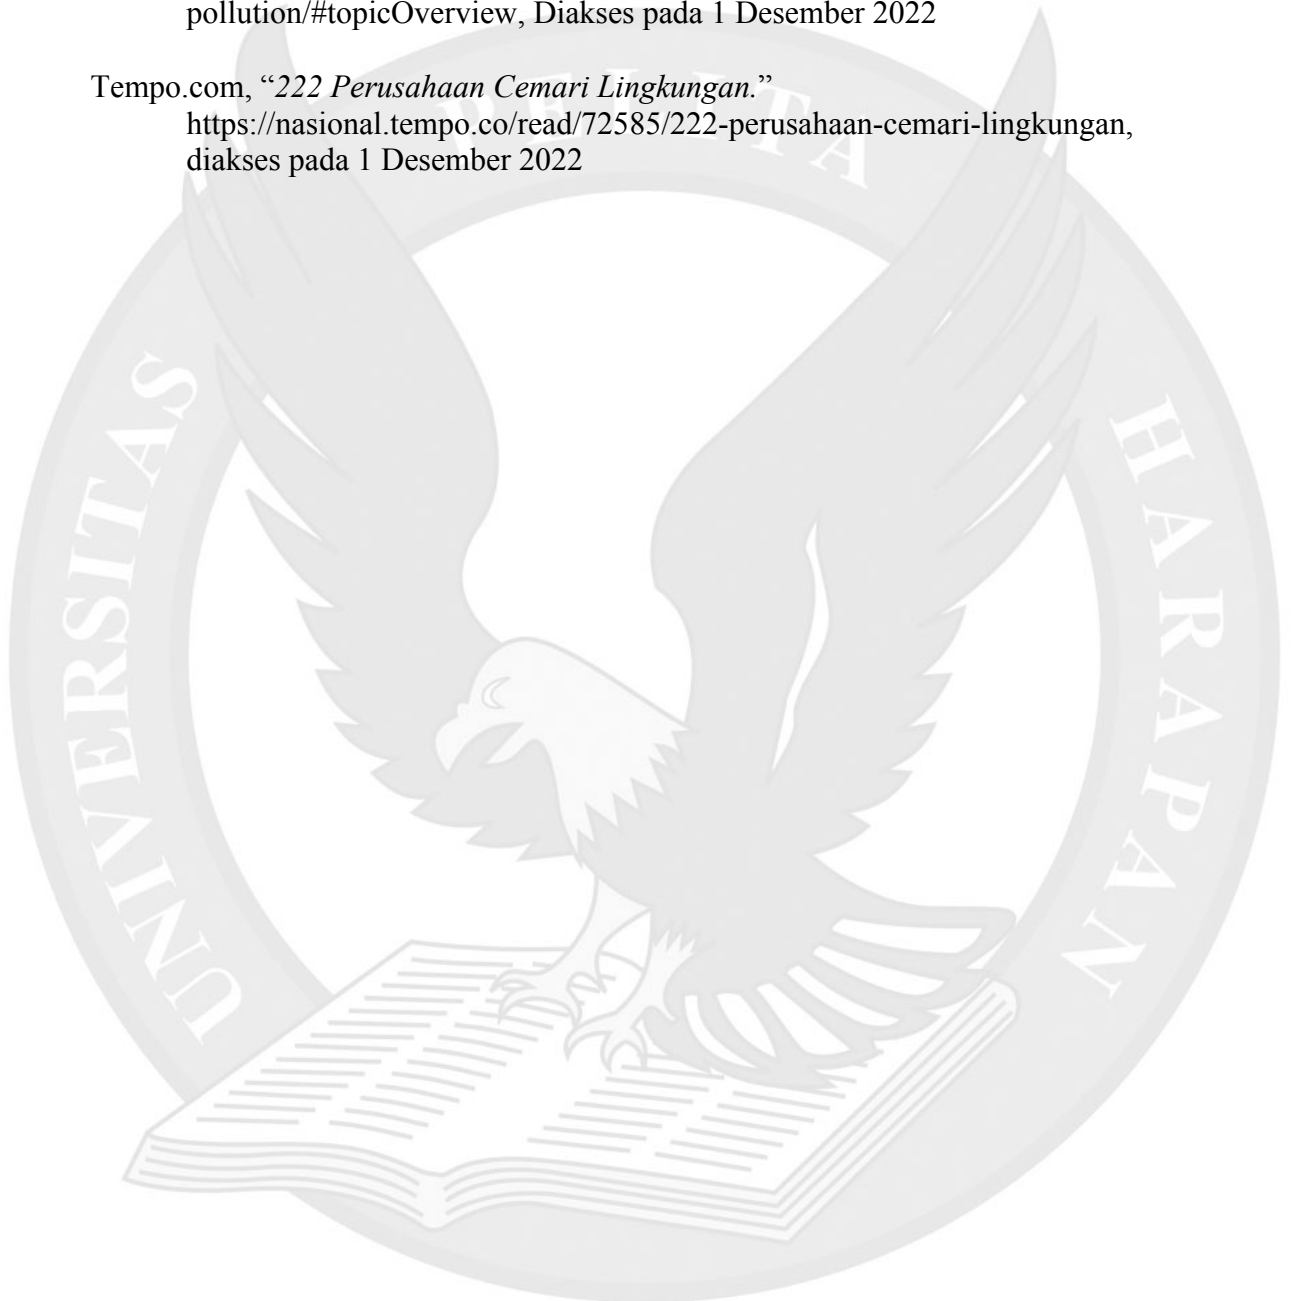 pollution/#topicOverview, Diakses pada 1 Desember 2022
Tempo.com, “222 Perusahaan Cemari Lingkungan.”
https://nasional.tempo.co/read/72585/222-perusahaan-cemari-lingkungan,
diakses pada 1 Desember 2022
UNIVERSITAS PELITA HARAPAN